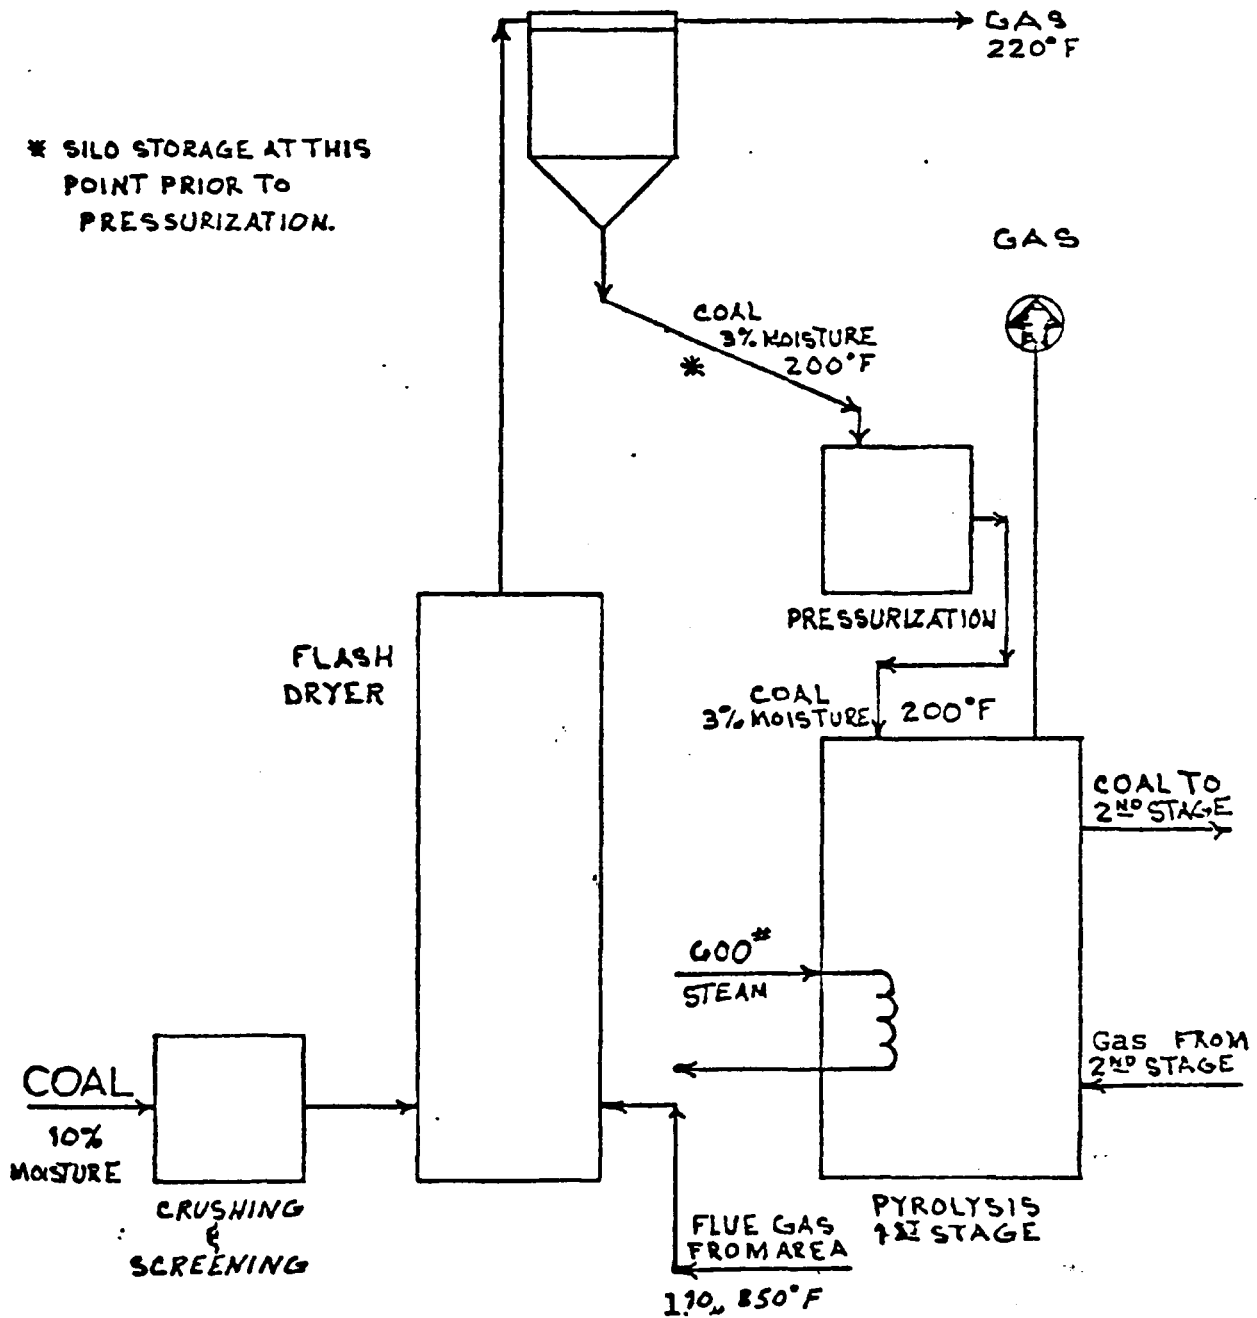 GAS
220°F
* SILO STORAGE AT THIS
POINT PRIOR TO
PRESSURIZATION.
GAS
COAL
3% MOISTURE
200°F
*
PRESSURIZATION
FLASH
DRYER
COAL
3% MOISTURE
200°F
COAL TO
2ND STAGE
600#
STEAM
Gas FROM
2ND STAGE
COAL
10%
MOISTURE
CRUSHING
&
SCREENING
FLUE GAS
FROM AREA
850°F
PYROLYSIS
1ST STAGE